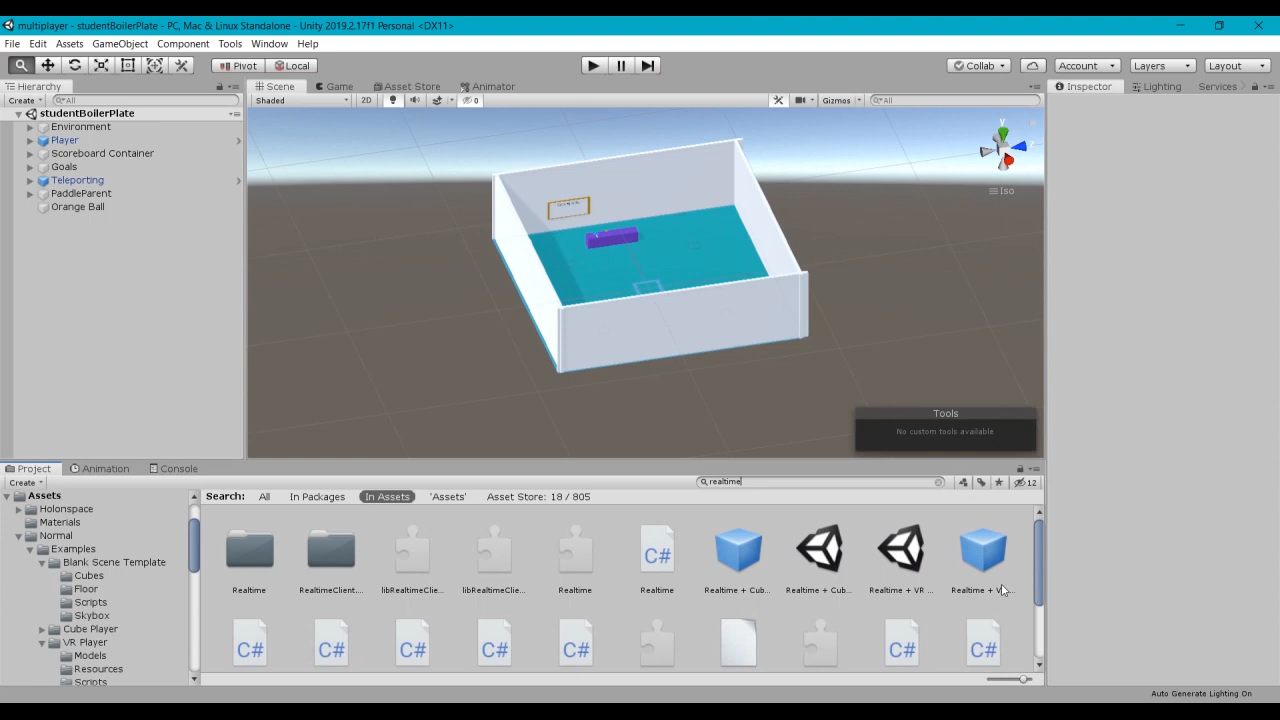 multiplayer - studentBoilerPlate - PC, Mac & Linux Standalone - Unity 2019.2.17f1 Personal <DX11>
File Edit Assets GameObject Component Tools Window Help
Pivot Local Collab Account Layers Layout
Hierarchy Scene Game Asset Store Animator Inspector Lighting Services
Create All Shaded 2D 0 Gizmos All
studentBoilerPlate
Environment
Player
Scoreboard Container
Goals
Teleporting
PaddleParent
Orange Ball
y
z
Iso
Tools
No custom tools available
Project Animation Console
Create realtime 12
Assets
Holonspace
Materials
Normal
Examples
Blank Scene Template
Cubes
Floor
Scripts
Skybox
Cube Player
VR Player
Models
Resources
Scripts
Search: All In Packages In Assets 'Assets' Asset Store: 18 / 805
C#
Realtime RealtimeClient.... libRealtimeClie... libRealtimeClie... Realtime Realtime Realtime + Cub... Realtime + Cub... Realtime + VR ... Realtime + V...
C# C# C# C# C# C# C#
Auto Generate Lighting On